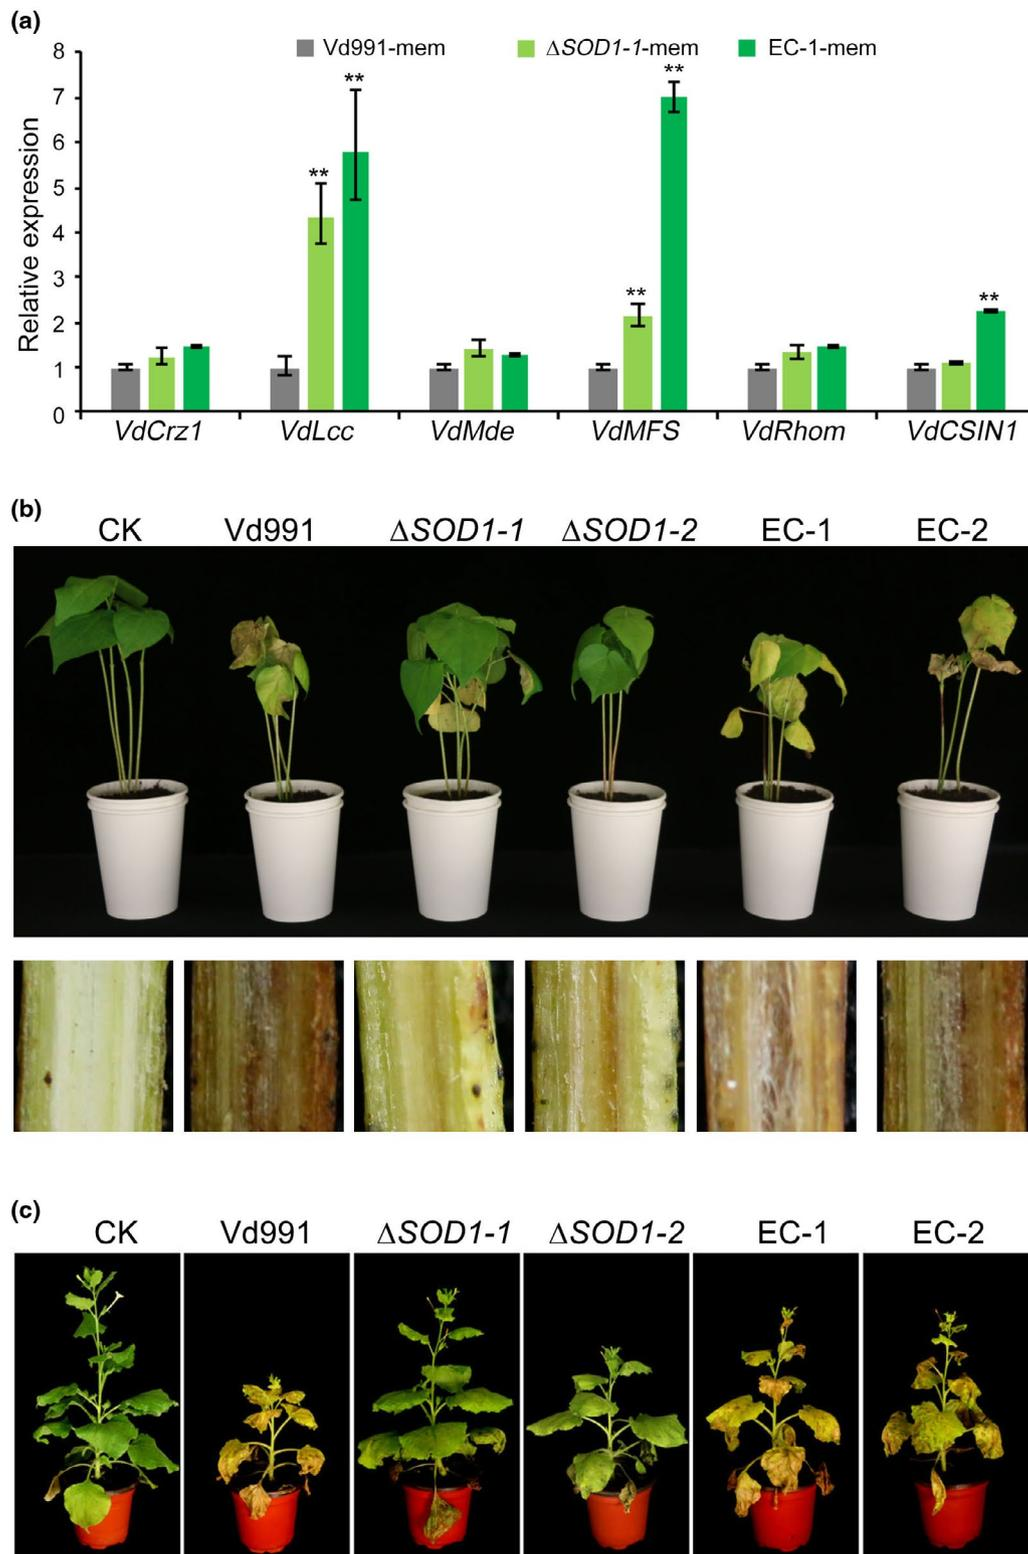 (a)
8
7
6
5
4
3
2
1
0
Relative expression
Vd991-mem ΔSOD1-1-mem EC-1-mem
**
**
**
**
**
VdCrz1 VdLcc VdMde VdMFS VdRhom VdCSIN1
(b)
CK Vd991 ΔSOD1-1 ΔSOD1-2 EC-1 EC-2
(c)
CK Vd991 ΔSOD1-1 ΔSOD1-2 EC-1 EC-2